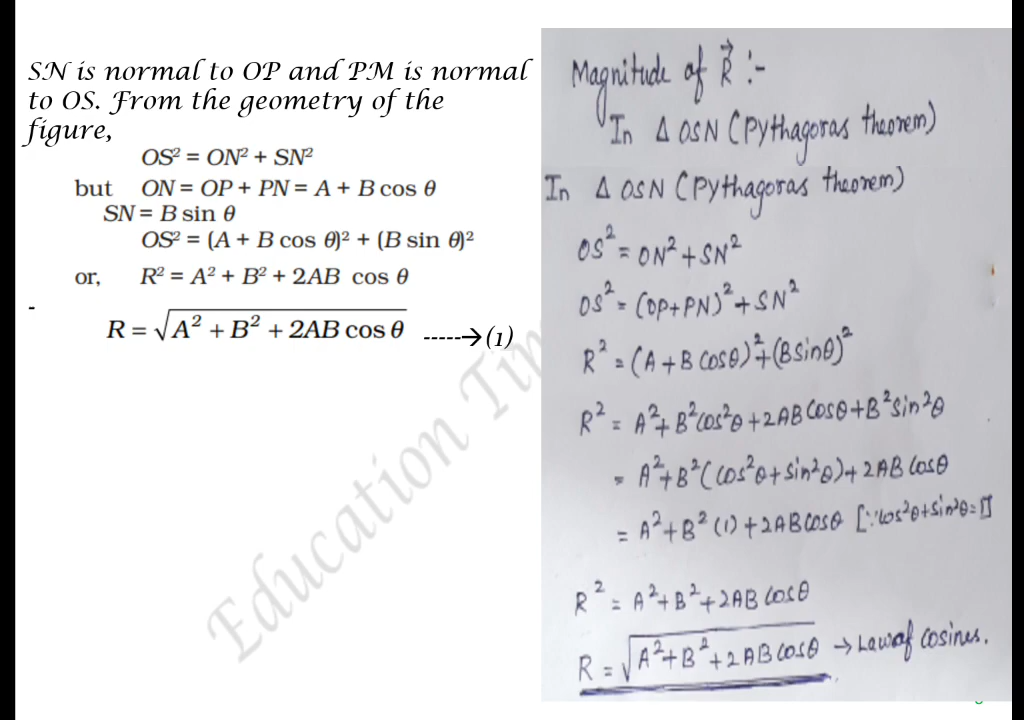 SN is normal to OP and PM is normal
to OS. From the geometry of the
figure,
OS² = ON² + SN²
but ON = OP + PN = A + B cos θ
SN = B sin θ
OS² = (A + B cos θ)² + (B sin θ)²
or, R² = A² + B² + 2AB cos θ
-
R = √(A² + B² + 2AB cos θ) -----→(1)
Magnitude of R⃗ :-
In Δ OSN (Pythagoras theorem)
In Δ OSN (Pythagoras theorem)
OS² = ON² + SN²
OS² = (OP+PN)² + SN²
R² = (A + B Cosθ)² + (B Sinθ)²
R² = A² + B² Cos²θ + 2AB Cosθ + B² Sin²θ
= A² + B² (Cos²θ + Sin²θ) + 2AB Cosθ
= A² + B² (1) + 2AB Cosθ [∵ Cos²θ + Sin²θ = 1]
R² = A² + B² + 2AB Cosθ
R = √(A² + B² + 2AB Cosθ) → Law of Cosines.
Education